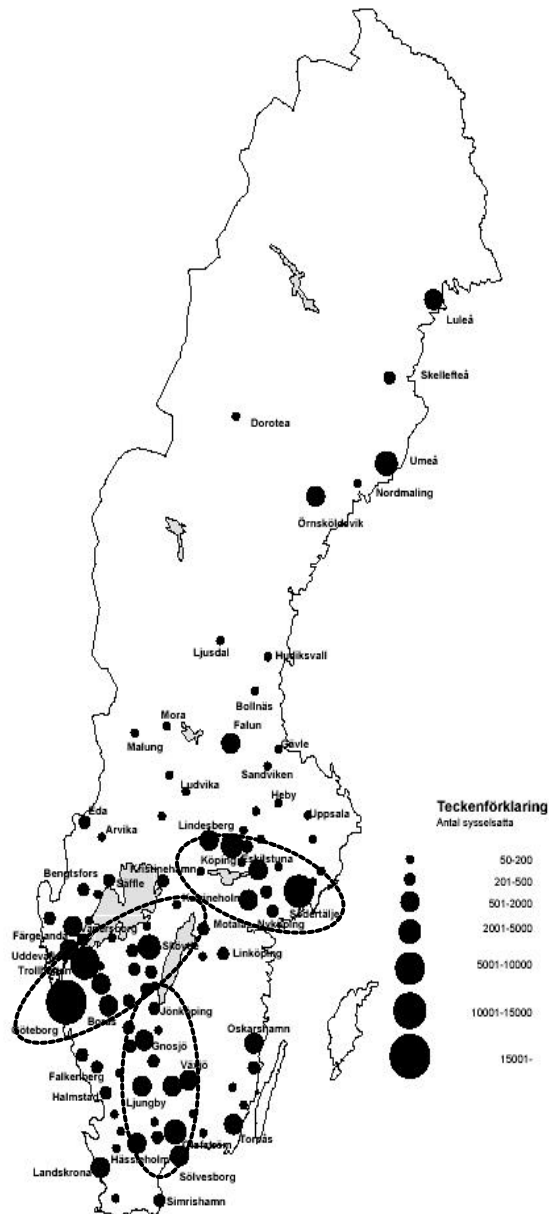 Luleå
Skellefteå
Dorotea
Umeå
Nordmaling
Örnsköldsvik
Ljusdal
Hudiksvall
Bollnäs
Mora
Falun
Malung
Gävle
Sandviken
Ludvika
Heby
Eda
Uppsala
Lindesberg
Arvika
Köping
Eskilstuna
Bengtsfors
Kristinehamn
Säffle
Katrineholm
Södertälje
Vänersborg
Motala
Nyköping
Färgelanda
Skövde
Linköping
Uddevalla
Trollhättan
Göteborg
Borås
Jönköping
Oskarshamn
Gnosjö
Växjö
Falkenberg
Halmstad
Ljungby
Torsås
Olofström
Hässleholm
Landskrona
Sölvesborg
Simrishamn
Teckenförklaring
Antal sysselsatta
50-200
201-500
501-2000
2001-5000
5001-10000
10001-15000
15001-